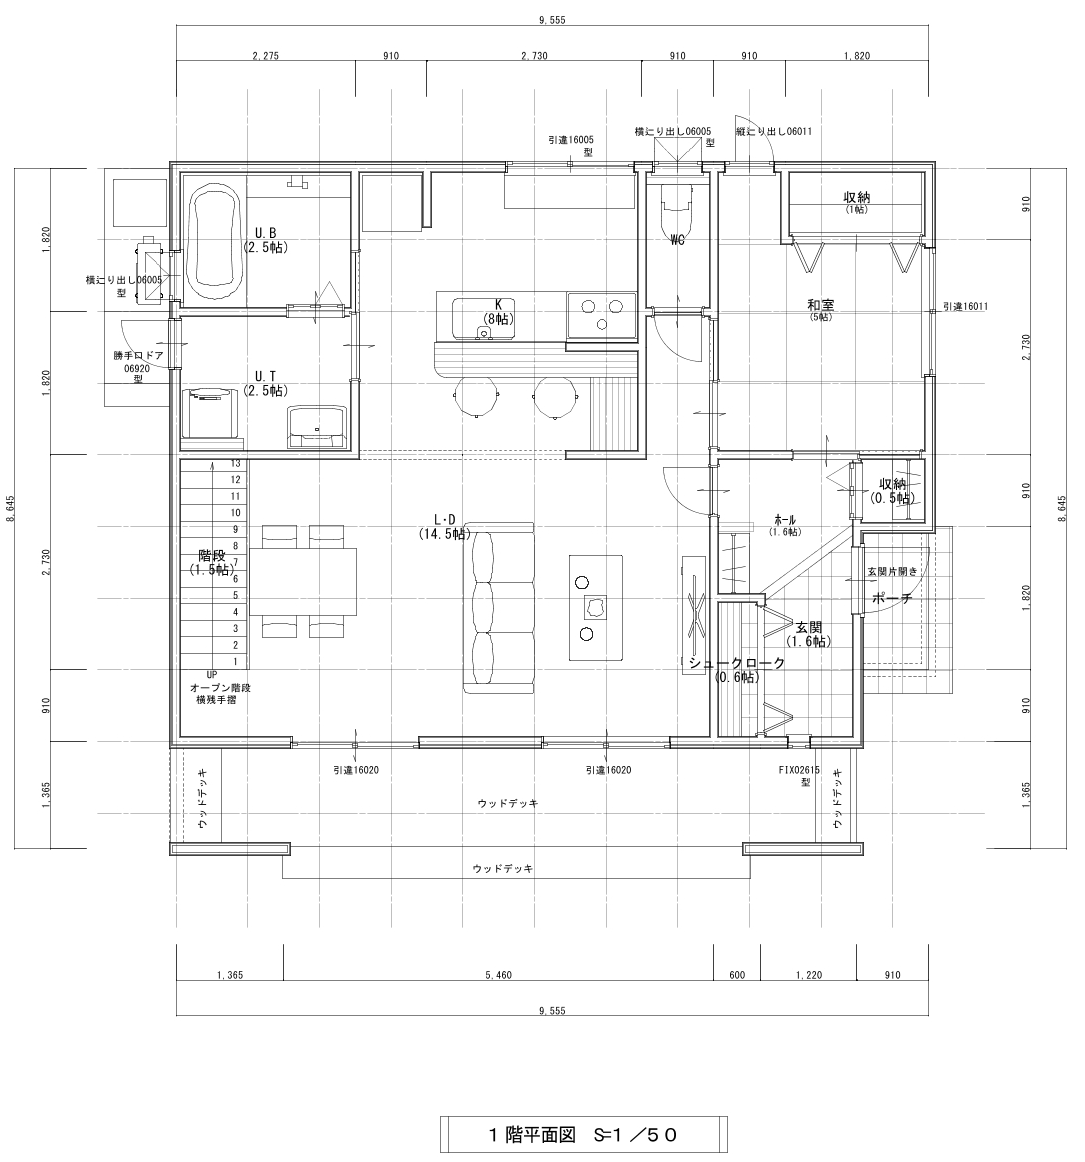 9,555
2,275
910
2,730
910
910
1,820
横辷り出し06005
型
縦辷り出し06011
引違16005
型
収納
(1帖)
910
1,820
U.B
(2.5帖)
WC
横辷り出し06005
型
K
(8帖)
和室
(5帖)
引違16011
2,730
勝手口ドア
06920
型
U.T
(2.5帖)
1,820
13
12
11
10
9
8
7
6
5
4
3
2
1
収納
(0.5帖)
910
8,645
8,645
L・D
(14.5帖)
ホール
(1.6帖)
階段
(1.5帖)
2,730
玄関片開き
ポーチ
1,820
玄関
(1.6帖)
シュークローク
(0.6帖)
UP
オープン階段
横桟手摺
910
910
引違16020
引違16020
FIX02615
型
ウッドデッキ
ウッドデッキ
ウッドデッキ
1,365
1,365
ウッドデッキ
1,365
5,460
600
1,220
910
9,555
1階平面図 S=1/50